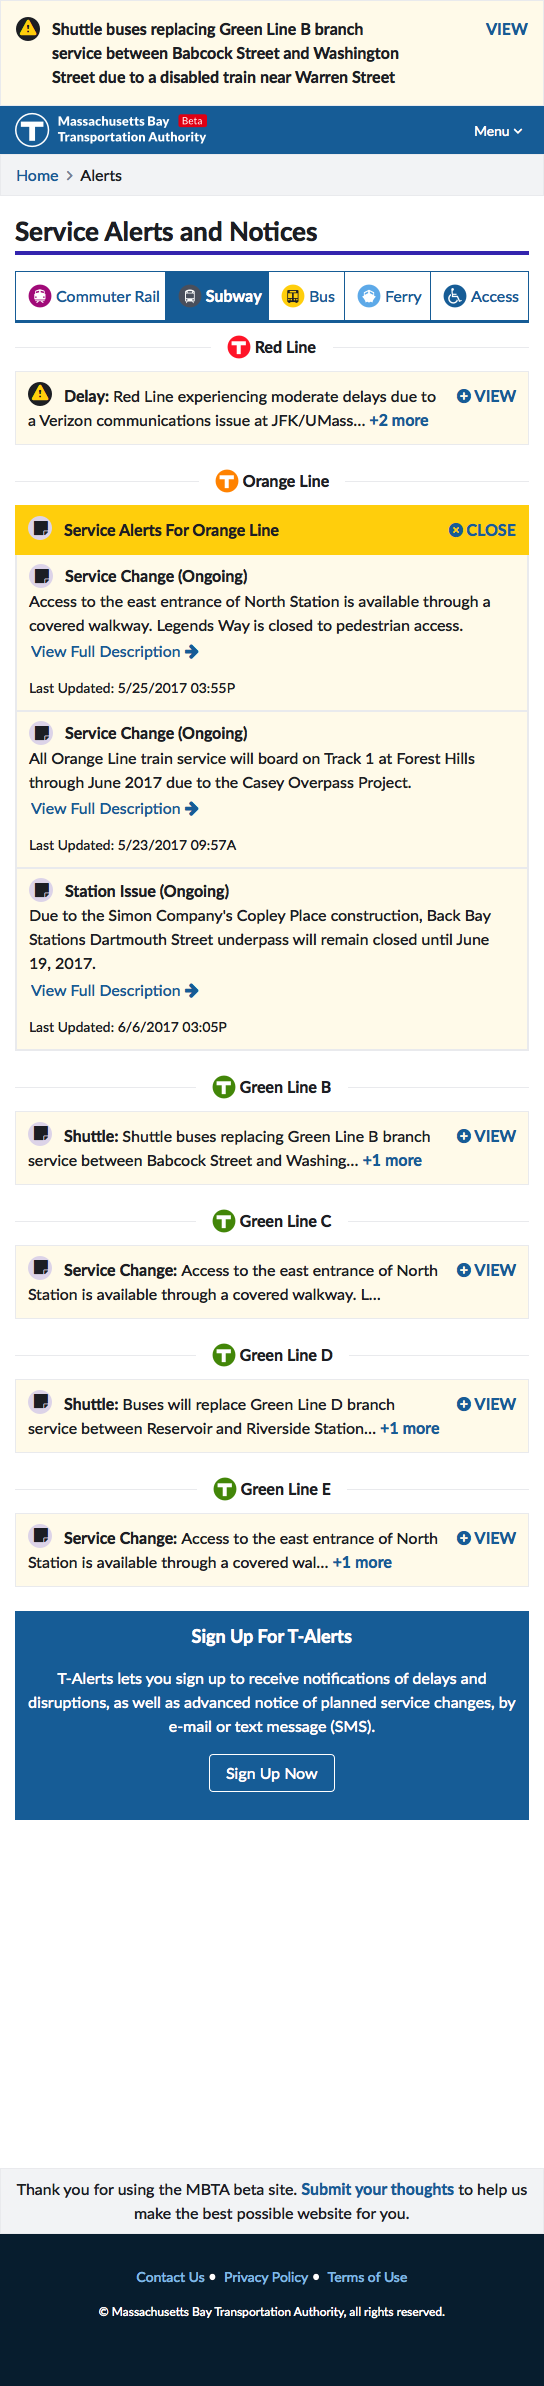 Shuttle buses replacing Green Line B branch
service between Babcock Street and Washington
Street due to a disabled train near Warren Street
VIEW
Massachusetts Bay Beta
Transportation Authority
Menu
Home > Alerts
Service Alerts and Notices
Commuter Rail Subway Bus Ferry Access
Red Line
Delay: Red Line experiencing moderate delays due to
a Verizon communications issue at JFK/UMass... +2 more
VIEW
Orange Line
Service Alerts For Orange Line
CLOSE
Service Change (Ongoing)
Access to the east entrance of North Station is available through a
covered walkway. Legends Way is closed to pedestrian access.
View Full Description
Last Updated: 5/25/2017 03:55P
Service Change (Ongoing)
All Orange Line train service will board on Track 1 at Forest Hills
through June 2017 due to the Casey Overpass Project.
View Full Description
Last Updated: 5/23/2017 09:57A
Station Issue (Ongoing)
Due to the Simon Company's Copley Place construction, Back Bay
Stations Dartmouth Street underpass will remain closed until June
19, 2017.
View Full Description
Last Updated: 6/6/2017 03:05P
Green Line B
Shuttle: Shuttle buses replacing Green Line B branch
service between Babcock Street and Washing... +1 more
VIEW
Green Line C
Service Change: Access to the east entrance of North
Station is available through a covered walkway. L...
VIEW
Green Line D
Shuttle: Buses will replace Green Line D branch
service between Reservoir and Riverside Station... +1 more
VIEW
Green Line E
Service Change: Access to the east entrance of North
Station is available through a covered wal... +1 more
VIEW
Sign Up For T-Alerts
T-Alerts lets you sign up to receive notifications of delays and
disruptions, as well as advanced notice of planned service changes, by
e-mail or text message (SMS).
Sign Up Now
Thank you for using the MBTA beta site. Submit your thoughts to help us
make the best possible website for you.
Contact Us • Privacy Policy • Terms of Use
© Massachusetts Bay Transportation Authority, all rights reserved.